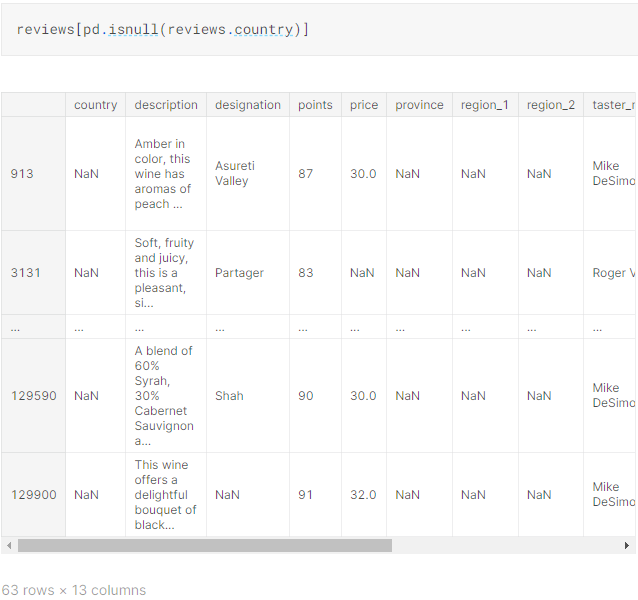 reviews[pd.isnull(reviews.country)]
country description designation points price province region_1 region_2 taster_n
913 NaN Amber in color, this wine has aromas of peach ... Asureti Valley 87 30.0 NaN NaN NaN Mike DeSimo
3131 NaN Soft, fruity and juicy, this is a pleasant, si... Partager 83 NaN NaN NaN NaN Roger V
... ... ... ... ... ... ... ... ... ...
129590 NaN A blend of 60% Syrah, 30% Cabernet Sauvignon a... Shah 90 30.0 NaN NaN NaN Mike DeSimo
129900 NaN This wine offers a delightful bouquet of black... NaN 91 32.0 NaN NaN NaN Mike DeSimo
63 rows × 13 columns